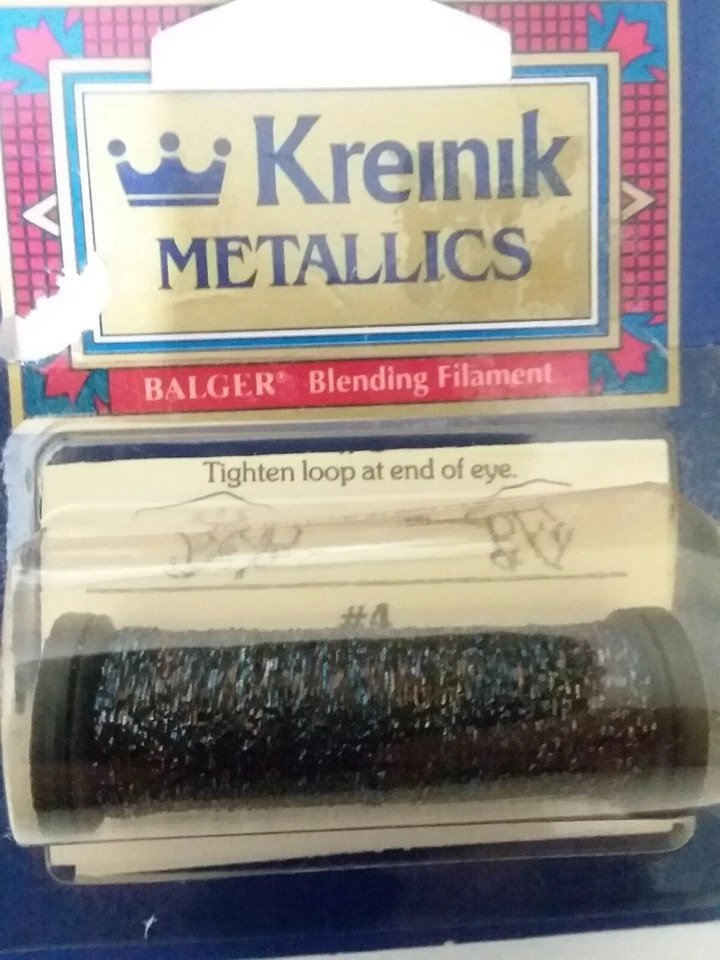 Kreinik
METALLICS
BALGER® Blending Filament
Tighten loop at end of eye.
#4